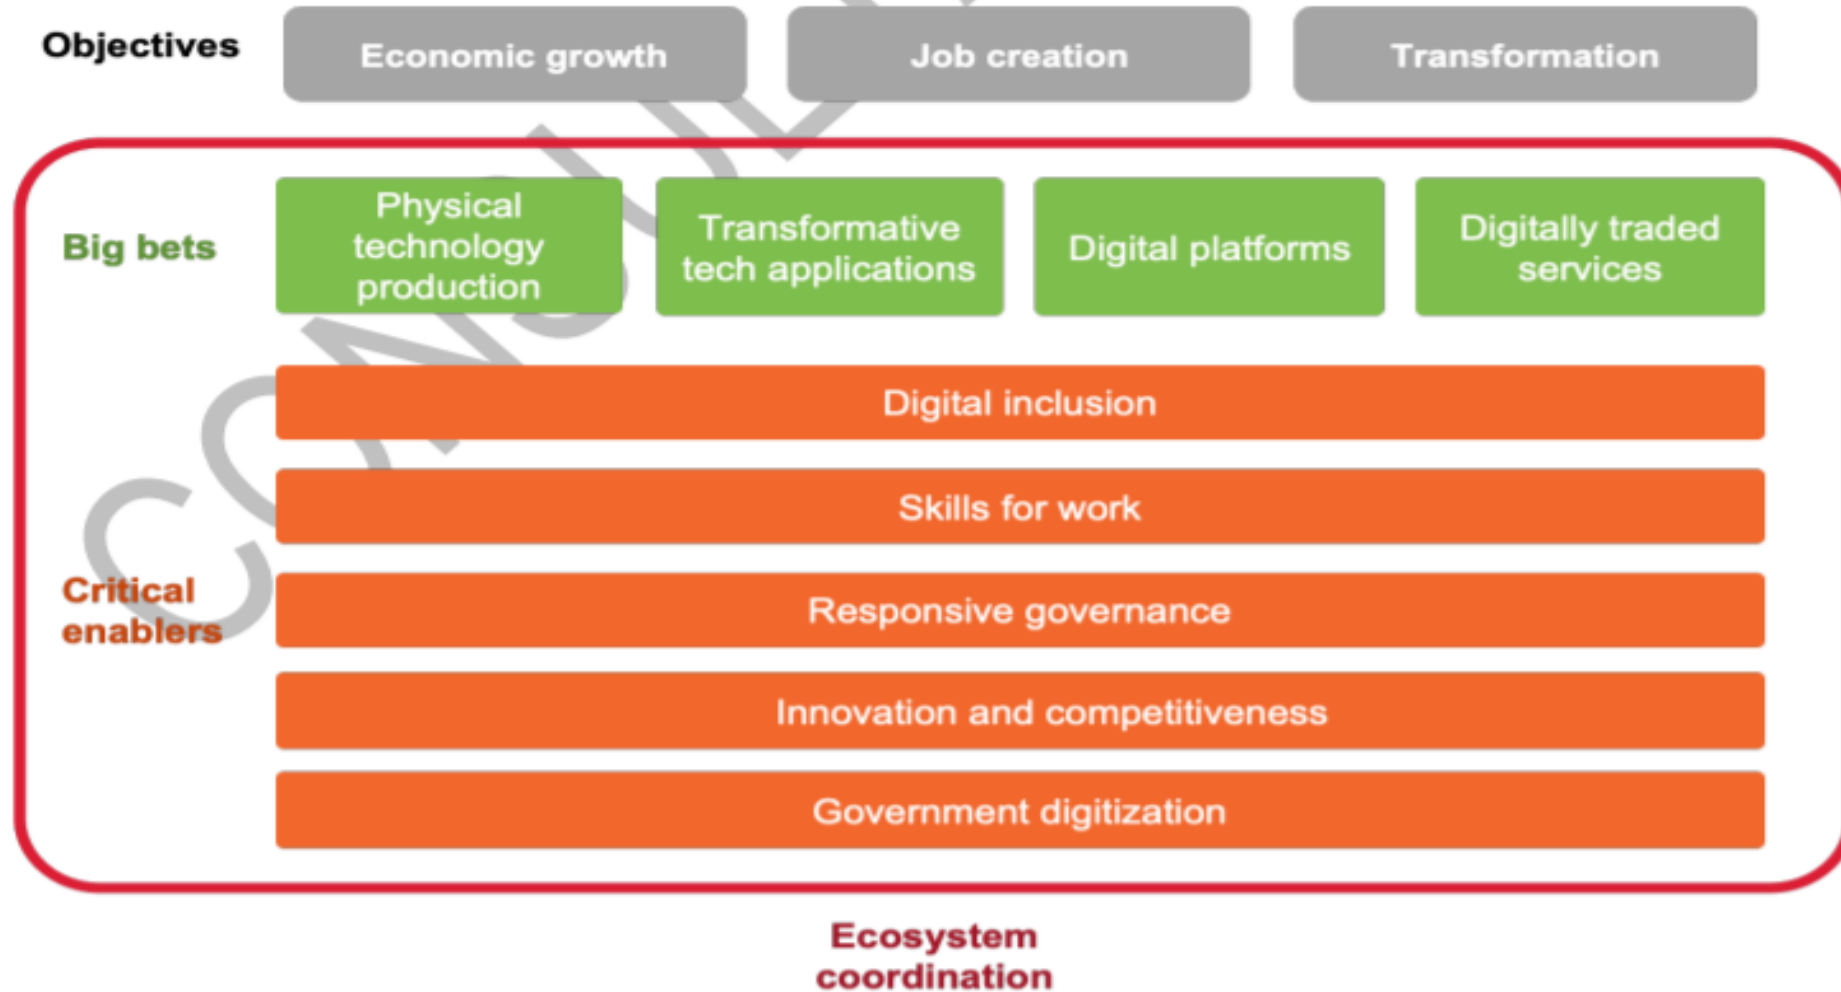 Objectives
Economic growth
Job creation
Transformation
Big bets
Physical
technology
production
Transformative
tech applications
Digital platforms
Digitally traded
services
Critical
enablers
Digital inclusion
Skills for work
Responsive governance
Innovation and competitiveness
Government digitization
Ecosystem
coordination